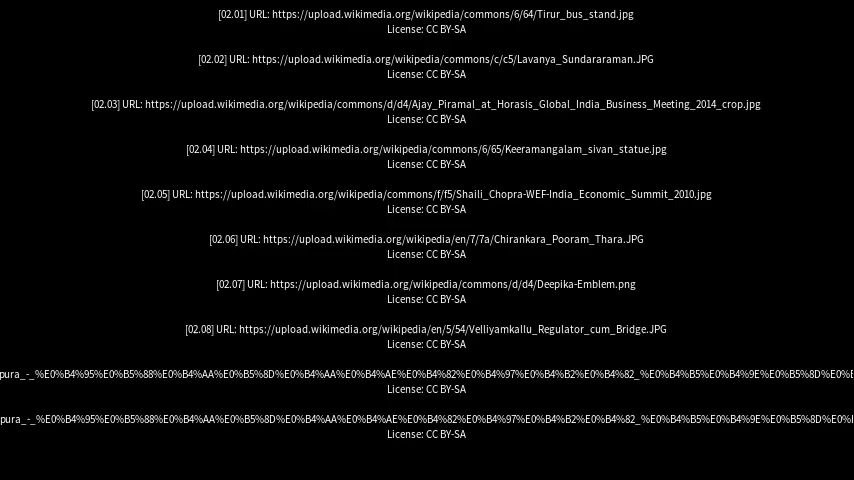 [02.01] URL: https://upload.wikimedia.org/wikipedia/commons/6/64/Tirur_bus_stand.jpg
License: CC BY-SA
[02.02] URL: https://upload.wikimedia.org/wikipedia/commons/c/c5/Lavanya_Sundararaman.JPG
License: CC BY-SA
[02.03] URL: https://upload.wikimedia.org/wikipedia/commons/d/d4/Ajay_Piramal_at_Horasis_Global_India_Business_Meeting_2014_crop.jpg
License: CC BY-SA
[02.04] URL: https://upload.wikimedia.org/wikipedia/commons/6/65/Keeramangalam_sivan_statue.jpg
License: CC BY-SA
[02.05] URL: https://upload.wikimedia.org/wikipedia/commons/f/f5/Shaili_Chopra-WEF-India_Economic_Summit_2010.jpg
License: CC BY-SA
[02.06] URL: https://upload.wikimedia.org/wikipedia/en/7/7a/Chirankara_Pooram_Thara.JPG
License: CC BY-SA
[02.07] URL: https://upload.wikimedia.org/wikipedia/commons/d/d4/Deepika-Emblem.png
License: CC BY-SA
[02.08] URL: https://upload.wikimedia.org/wikipedia/en/5/54/Velliyamkallu_Regulator_cum_Bridge.JPG
License: CC BY-SA
pura_-_%E0%B4%95%E0%B5%88%E0%B4%AA%E0%B5%8D%E0%B4%AA%E0%B4%AE%E0%B4%82%E0%B4%97%E0%B4%B2%E0%B4%82_%E0%B4%B5%E0%B4%9E%E0%B5%8D%E0%B
License: CC BY-SA
pura_-_%E0%B4%95%E0%B5%88%E0%B4%AA%E0%B5%8D%E0%B4%AA%E0%B4%AE%E0%B4%82%E0%B4%97%E0%B4%B2%E0%B4%82_%E0%B4%B5%E0%B4%9E%E0%B5%8D%E0%
License: CC BY-SA